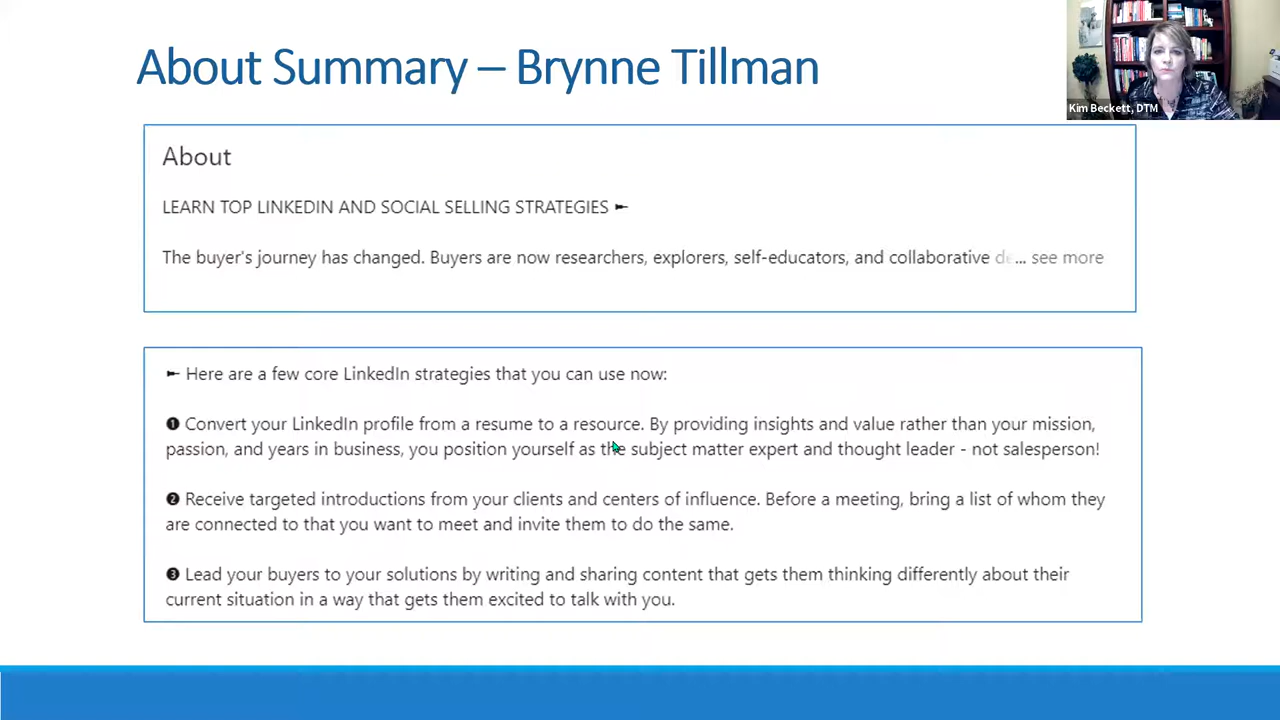 About Summary – Brynne Tillman
Kim Beckett, DTM
About
LEARN TOP LINKEDIN AND SOCIAL SELLING STRATEGIES ►
The buyer's journey has changed. Buyers are now researchers, explorers, self-educators, and collaborative ... see more
► Here are a few core LinkedIn strategies that you can use now:
❶ Convert your LinkedIn profile from a resume to a resource. By providing insights and value rather than your mission,
passion, and years in business, you position yourself as the subject matter expert and thought leader - not salesperson!
❷ Receive targeted introductions from your clients and centers of influence. Before a meeting, bring a list of whom they
are connected to that you want to meet and invite them to do the same.
❸ Lead your buyers to your solutions by writing and sharing content that gets them thinking differently about their
current situation in a way that gets them excited to talk with you.